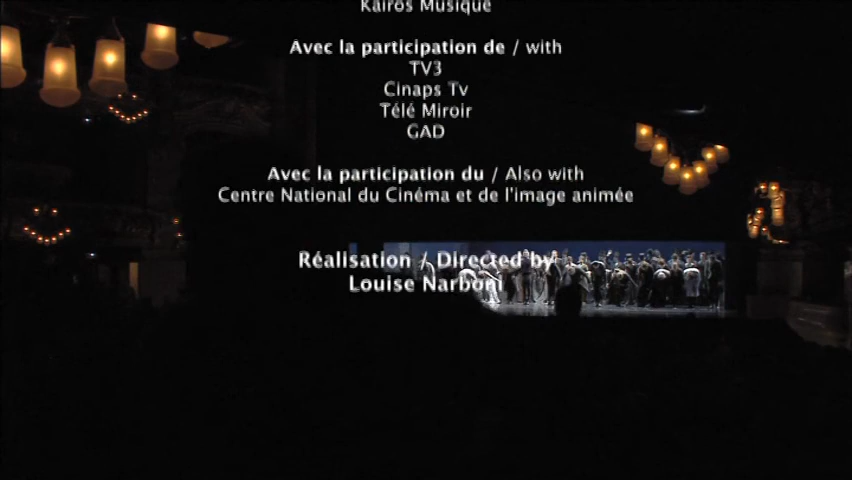 Kairos Musique
Avec la participation de / with
TV3
Cinaps Tv
Télé Miroir
GAD
Avec la participation du / Also with
Centre National du Cinéma et de l'image animée
Réalisation / Directed by
Louise Narboni